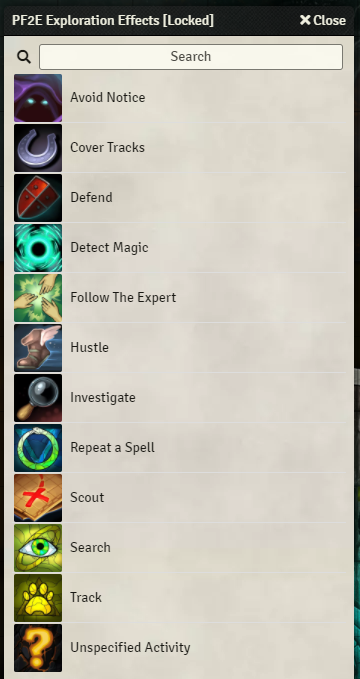 PF2E Exploration Effects [Locked]
Close
Search
Avoid Notice
Cover Tracks
Defend
Detect Magic
Follow The Expert
Hustle
Investigate
Repeat a Spell
Scout
Search
Track
Unspecified Activity